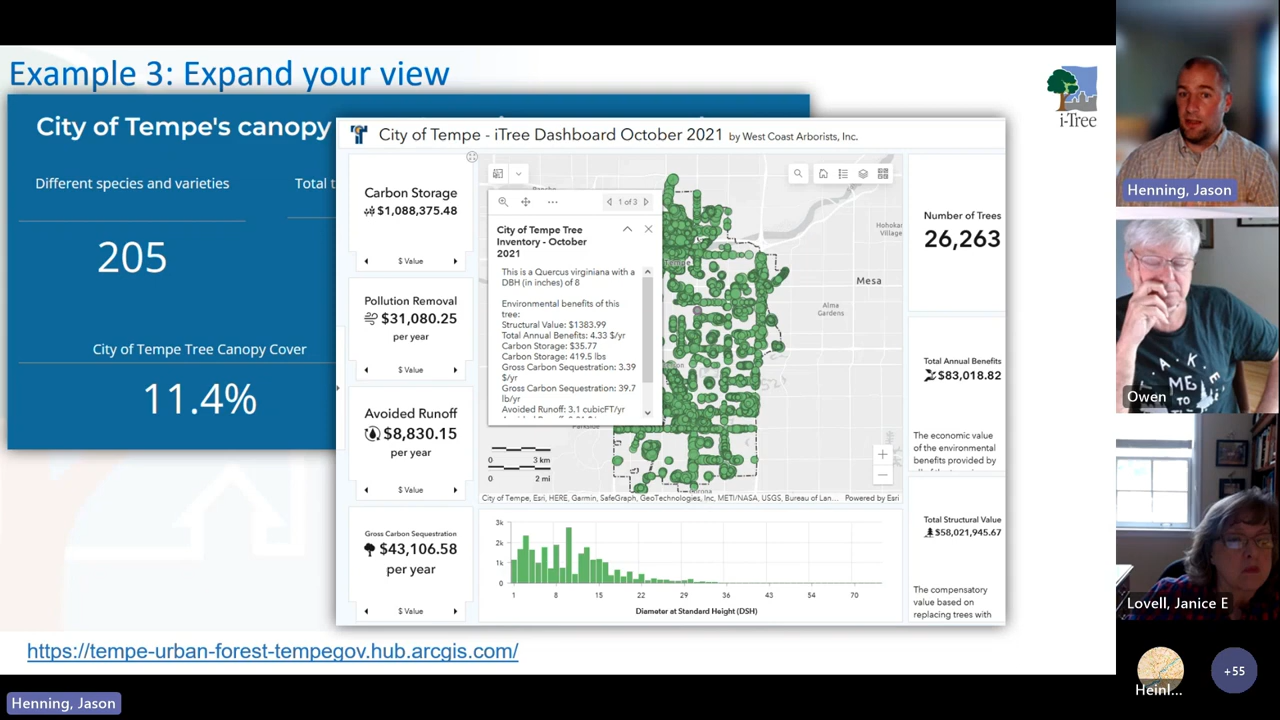 Example 3: Expand your view
i-Tree
City of Tempe's canopy
Different species and varieties
Total t
205
City of Tempe Tree Canopy Cover
11.4%
City of Tempe - iTree Dashboard October 2021 by West Coast Arborists, Inc.
Carbon Storage
$1,088,375.48
$ Value
Pollution Removal
$31,080.25
per year
$ Value
Avoided Runoff
$8,830.15
per year
$ Value
Gross Carbon Sequestration
$43,106.58
per year
$ Value
1 of 3
City of Tempe Tree
Inventory - October
2021
This is a Quercus virginiana with a
DBH (in inches) of 8
Environmental benefits of this
tree:
Structural Value: $1383.99
Total Annual Benefits: 4.33 $/yr
Carbon Storage: $35.77
Carbon Storage: 419.5 lbs
Gross Carbon Sequestration: 3.39
$/yr
Gross Carbon Sequestration: 39.7
lb/yr
Avoided Runoff: 3.1 cubicFT/yr
Tempe
Hohokam
Village
Mesa
Alma
Gardens
0 3 km
0 2 mi
City of Tempe, Esri, HERE, Garmin, SafeGraph, GeoTechnologies, Inc, METI/NASA, USGS, Bureau of Lan...
Powered by Esri
3k
2k
1k
0
1 8 15 22 29 36 43 54 70
Diameter at Standard Height (DSH)
Number of Trees
26,263
Total Annual Benefits
$83,018.82
The economic value
of the environmental
benefits provided by
Total Structural Value
$58,021,945.67
The compensatory
value based on
replacing trees with
https://tempe-urban-forest-tempegov.hub.arcgis.com/
Henning, Jason
Henning, Jason
A K E
ME
TO
Owen
Lovell, Janice E
Heinl...
+55